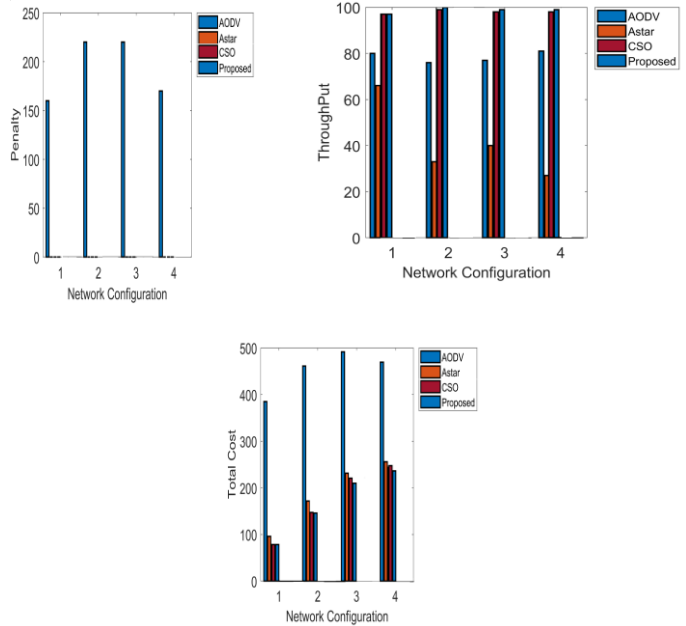 250
200
150
100
50
0
Penalty
1 2 3 4
Network Configuration
AODV
Astar
CSO
Proposed
100
80
60
40
20
0
ThroughPut
1 2 3 4
Network Configuration
AODV
Astar
CSO
Proposed
500
400
300
200
100
0
Total Cost
1 2 3 4
Network Configuration
AODV
Astar
CSO
Proposed